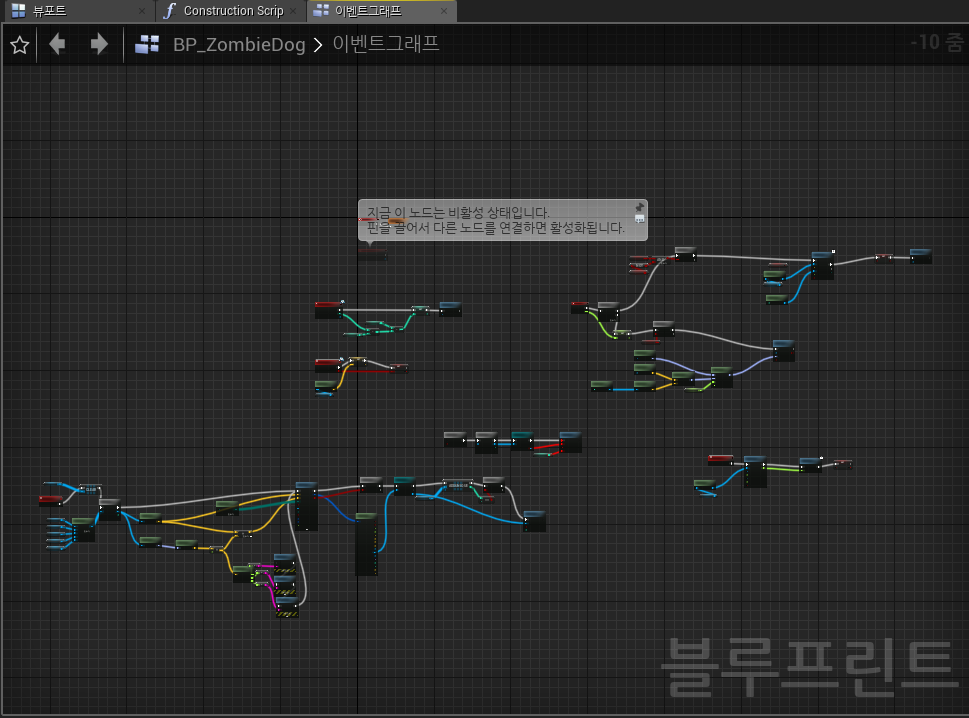 뷰포트
Construction Scrip
이벤트그래프
BP_ZombieDog > 이벤트그래프
-10 줌
지금 이 노드는 비활성 상태입니다.
핀을 끌어서 다른 노드를 연결하면 활성화됩니다.
블루프린트